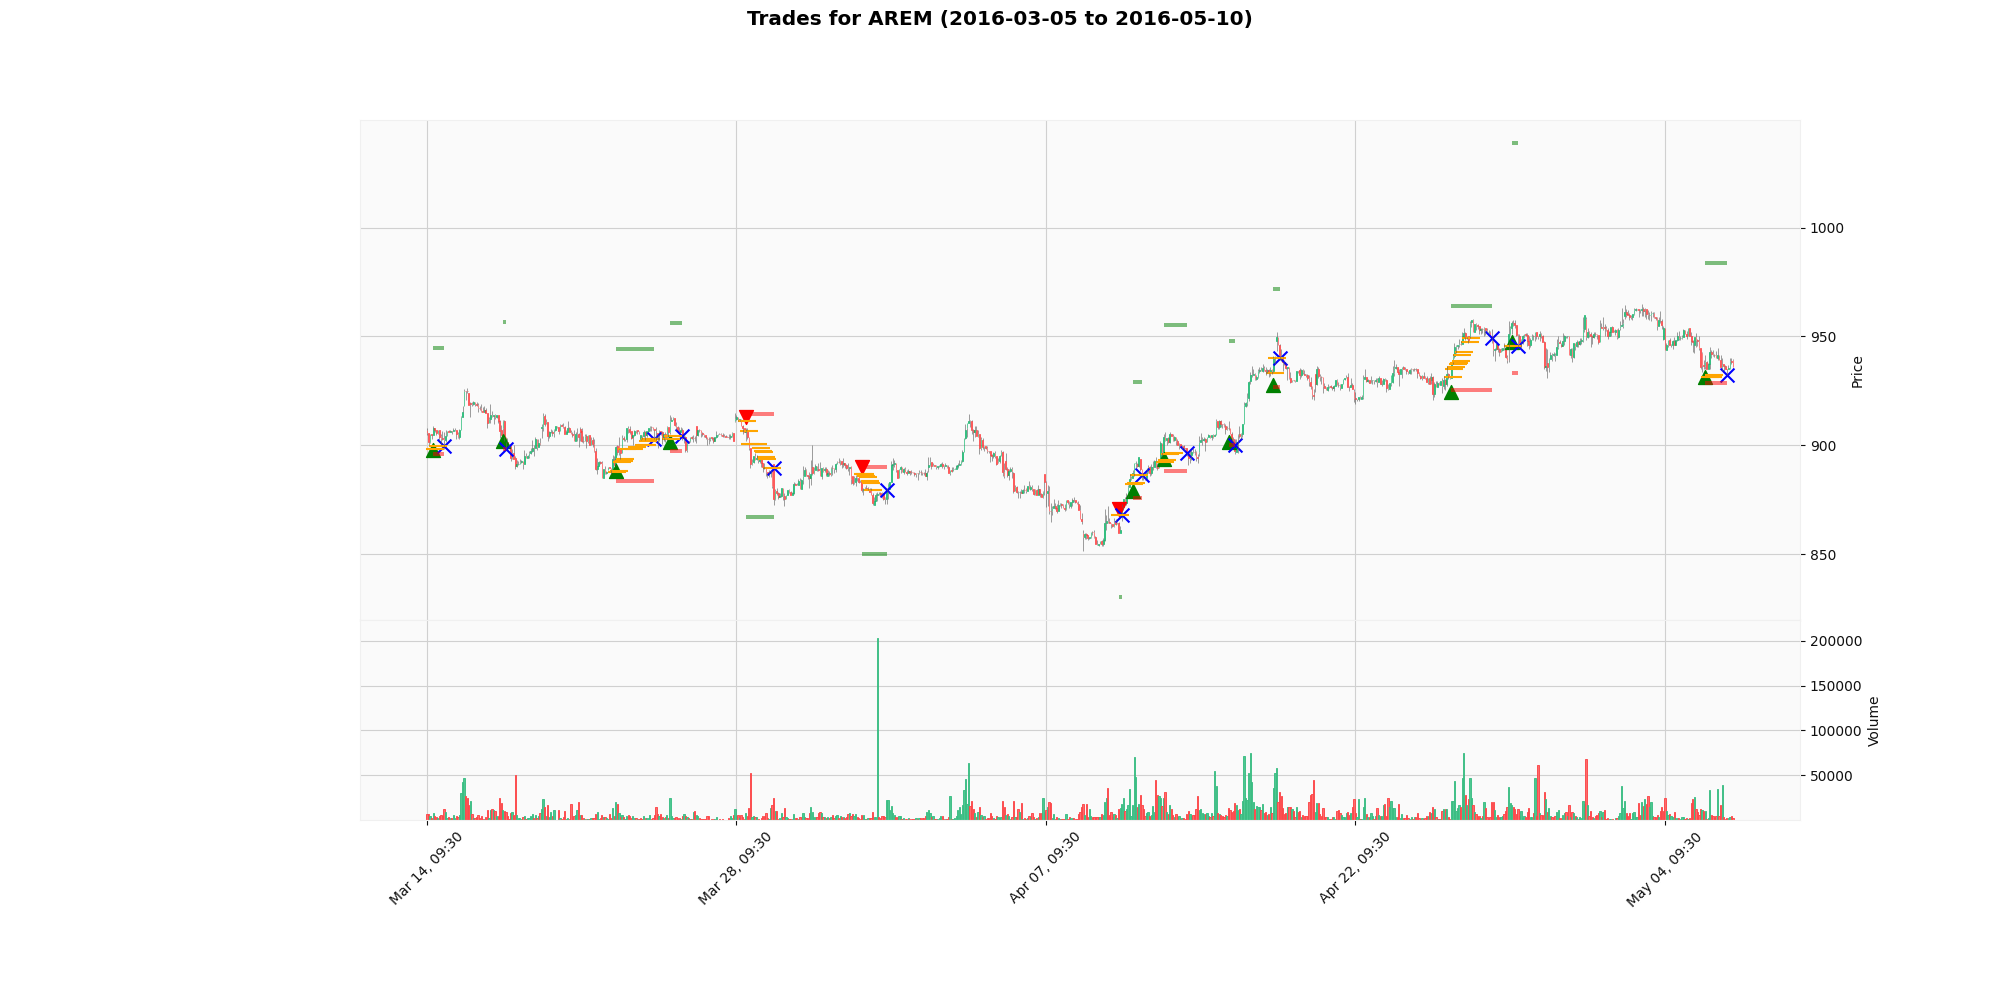 Trades for AREM (2016-03-05 to 2016-05-10)
1000
950
900
850
Price
200000
150000
100000
50000
Volume
Mar 14, 09:30
Mar 28, 09:30
Apr 07, 09:30
Apr 22, 09:30
May 04, 09:30